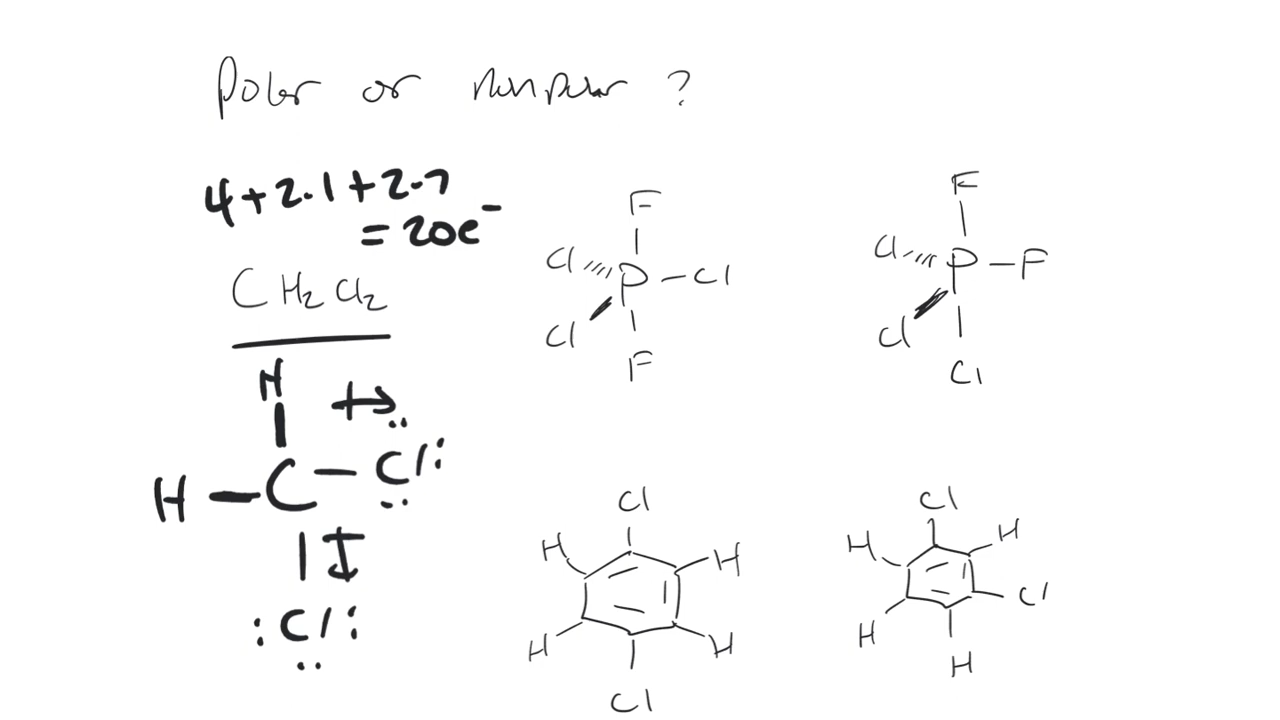 Polar or nonpolar ?
4+2·1+2·7
= 20e⁻
CH₂Cl₂
H
H – C – Cl:
:Cl:
F
Cl P – Cl
Cl
F
F
Cl P – F
Cl
Cl
Cl
H H
H H
Cl
Cl
H H
Cl
H
H